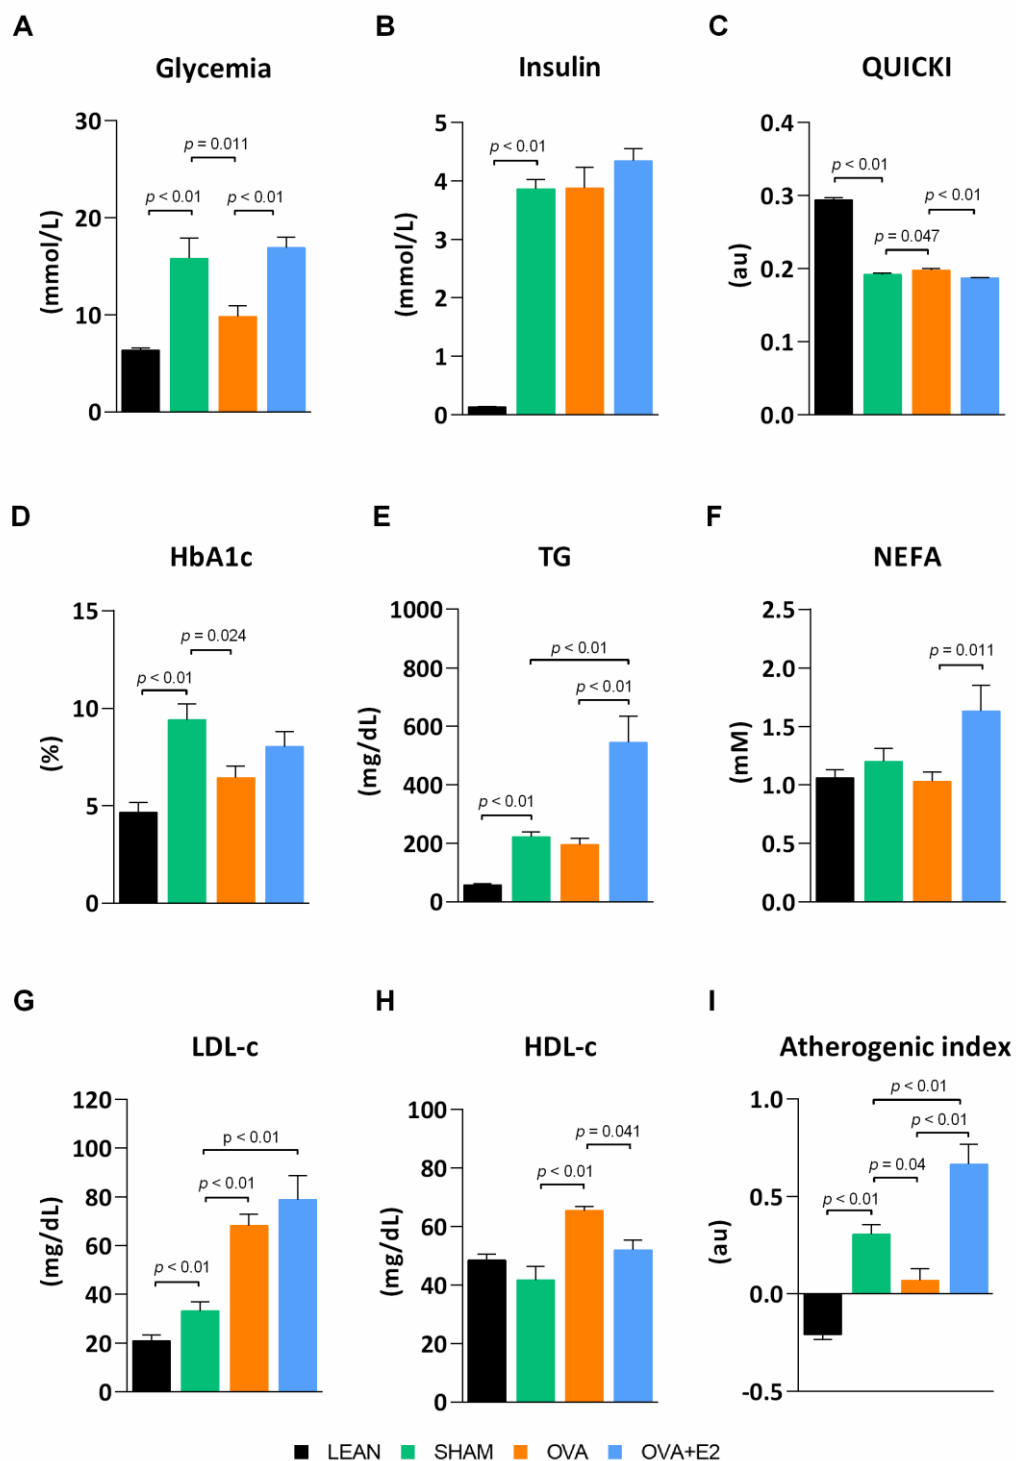 A
Glycemia
(mmol/L)
30
20
10
0
p = 0.011
p < 0.01
p < 0.01
B
Insulin
(mmol/L)
5
4
3
2
1
0
p < 0.01
C
QUICKI
(au)
0.4
0.3
0.2
0.1
0.0
p < 0.01
p < 0.01
p = 0.047
D
HbA1c
(%)
15
10
5
0
p = 0.024
p < 0.01
E
TG
(mg/dL)
1000
800
600
400
200
0
p < 0.01
p < 0.01
p < 0.01
F
NEFA
(mM)
2.5
2.0
1.5
1.0
0.5
0.0
p = 0.011
G
LDL-c
(mg/dL)
120
100
80
60
40
20
0
p < 0.01
p < 0.01
p < 0.01
H
HDL-c
(mg/dL)
100
80
60
40
20
0
p = 0.041
p < 0.01
I
Atherogenic index
(au)
1.0
0.5
0.0
-0.5
p < 0.01
p < 0.01
p = 0.04
p < 0.01
LEAN SHAM OVA OVA+E2